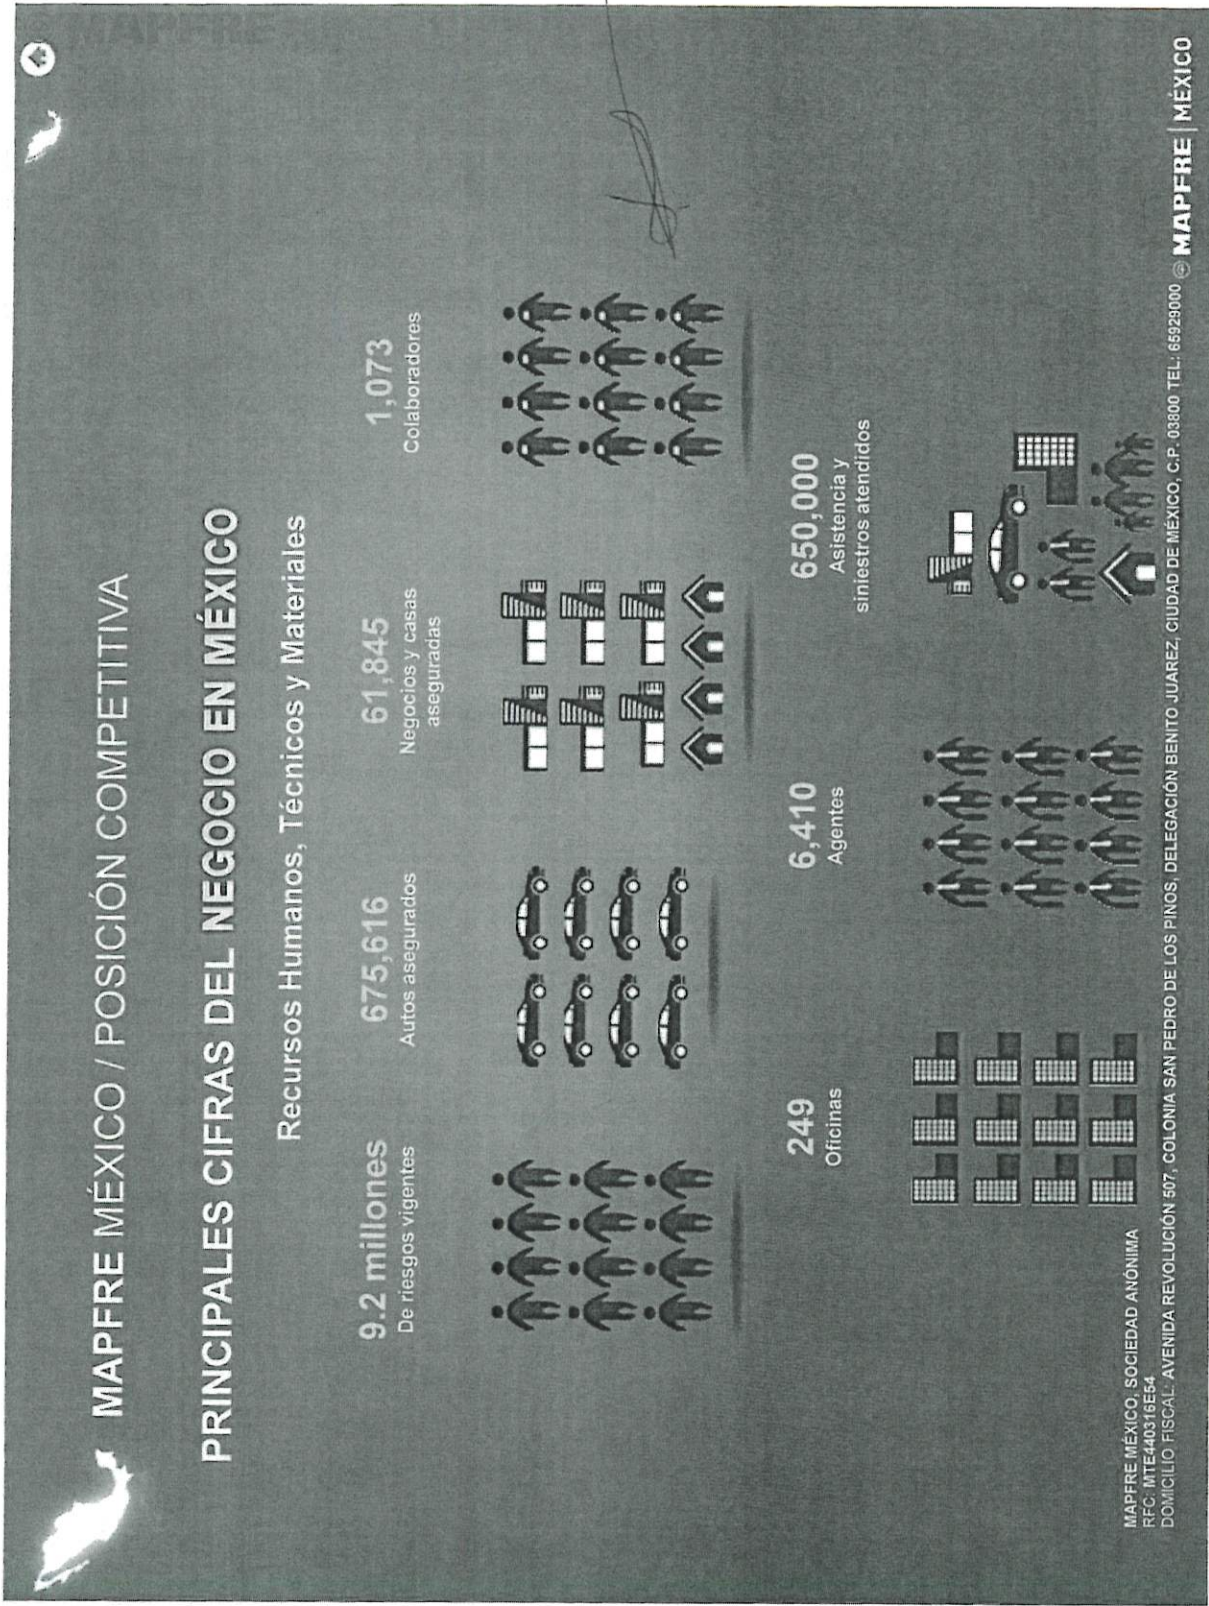 MAPFRE MÉXICO / POSICIÓN COMPETITIVA
PRINCIPALES CIFRAS DEL NEGOCIO EN MÉXICO
Recursos Humanos, Técnicos y Materiales
9.2 millones
De riesgos vigentes
675,616
Autos asegurados
61,845
Negocios y casas
aseguradas
1,073
Colaboradores
249
Oficinas
6,410
Agentes
650,000
Asistencia y
siniestros atendidos
MAPFRE MÉXICO, SOCIEDAD ANÓNIMA
RFC: MTE440316E54
DOMICILIO FISCAL: AVENIDA REVOLUCIÓN 507, COLONIA SAN PEDRO DE LOS PINOS, DELEGACIÓN BENITO JUAREZ, CIUDAD DE MÉXICO, C.P. 03800 TEL: 65929000
MAPFRE | MÉXICO
MAPFRE